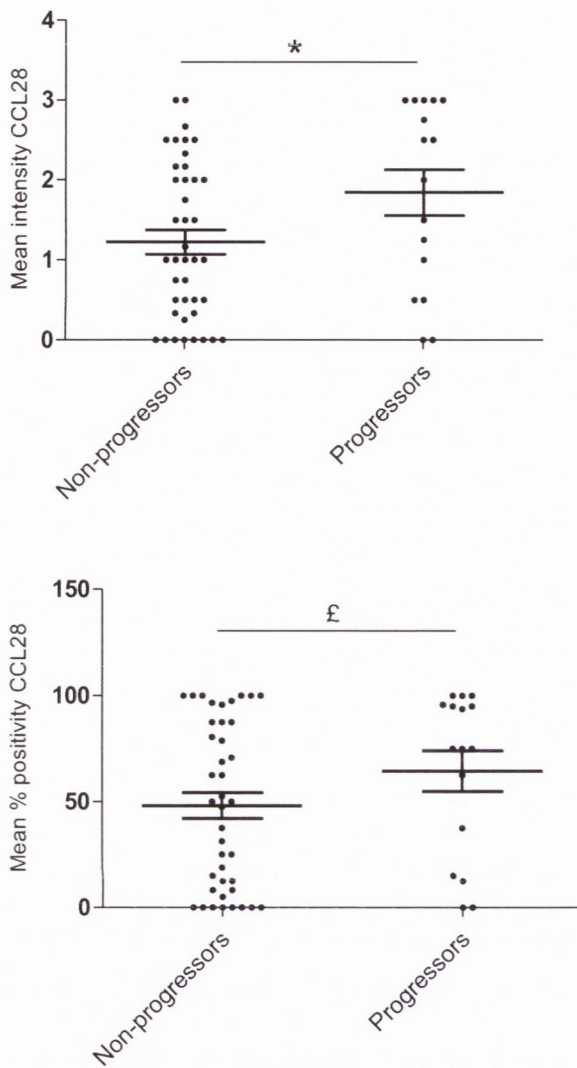 4
*
3
2
1
0
Mean intensity CCL28
Non-progressors
Progressors
150
£
100
50
0
Mean % positivity CCL28
Non-progressors
Progressors